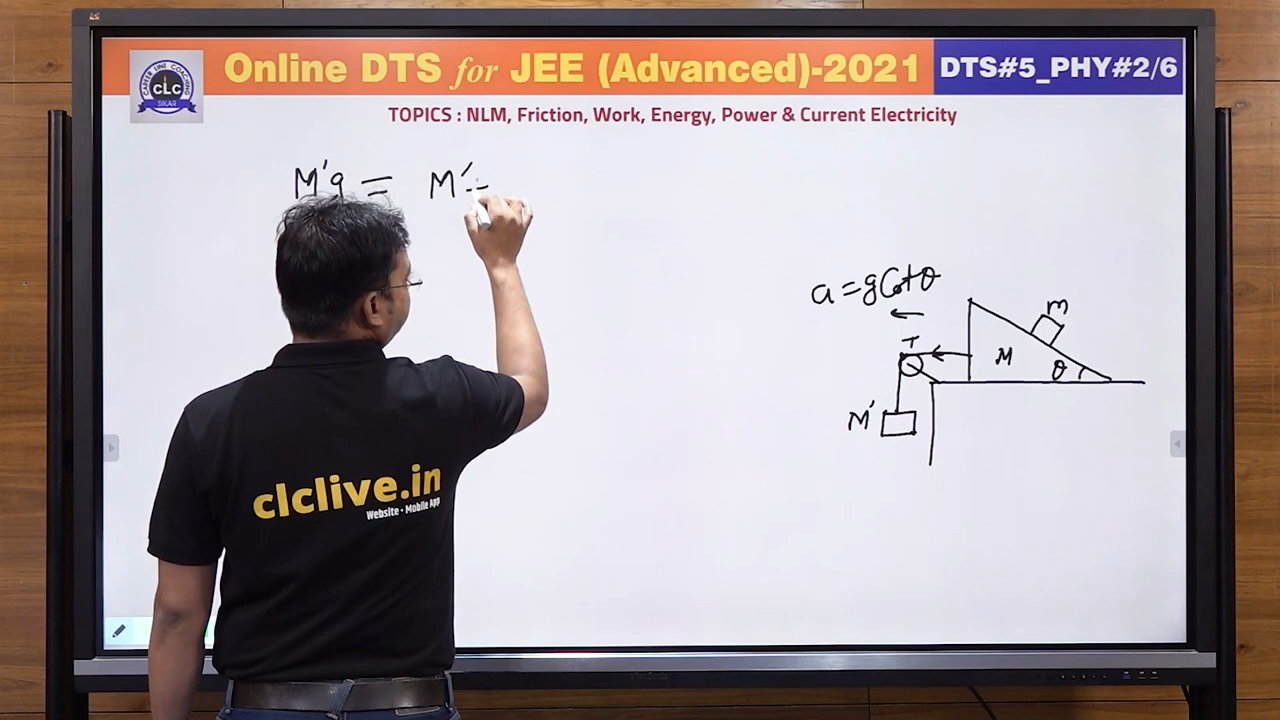 Online DTS for JEE (Advanced)-2021
DTS#5_PHY#2/6
CAREER LINE COACHING
CLC
SIKAR
TOPICS : NLM, Friction, Work, Energy, Power & Current Electricity
M'g = M'+
a = g Cot θ
m
T
M
θ
M'
clclive.in
Website • Mobile App